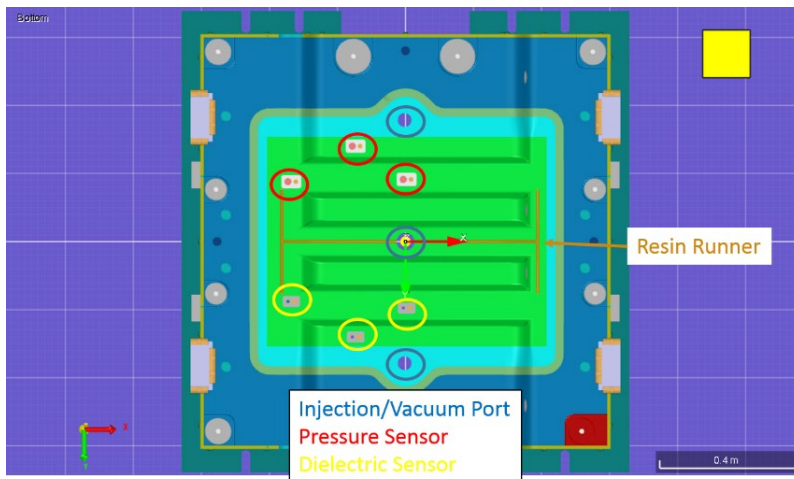 Bottom
x
Resin Runner
Injection/Vacuum Port
Pressure Sensor
Dielectric Sensor
x
0.4 m